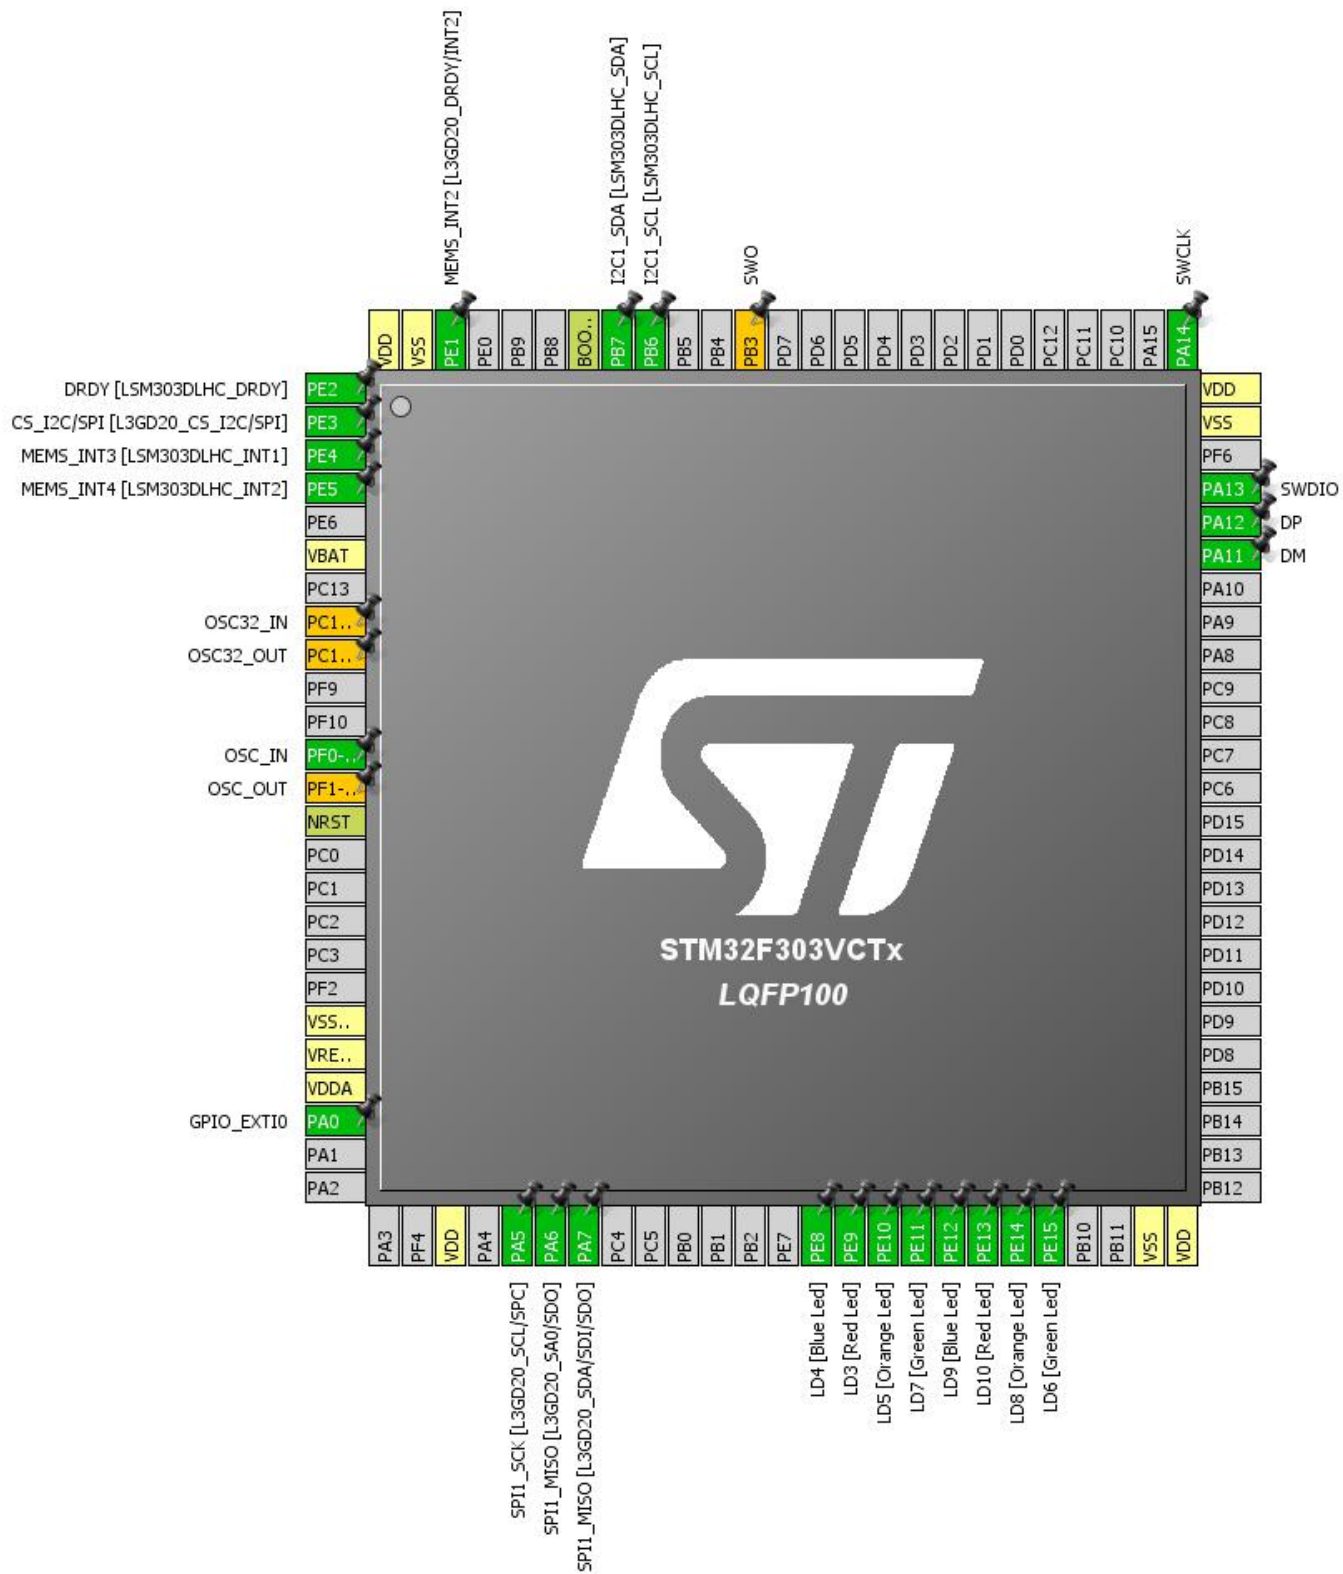 MEMS_INT2 [L3GD20_DRDY/INT2]
I2C1_SDA [LSM303DLHC_SDA]
I2C1_SCL [LSM303DLHC_SCL]
SWO
SWCLK
VDD
VSS
PE1
PE0
PB9
PB8
BOO..
PB7
PB6
PB5
PB4
PB3
PD7
PD6
PD5
PD4
PD3
PD2
PD1
PD0
PC12
PC11
PC10
PA15
PA14
DRDY [LSM303DLHC_DRDY] PE2
CS_I2C/SPI [L3GD20_CS_I2C/SPI] PE3
MEMS_INT3 [LSM303DLHC_INT1] PE4
MEMS_INT4 [LSM303DLHC_INT2] PE5
PE6
VBAT
PC13
OSC32_IN PC1..
OSC32_OUT PC1..
PF9
PF10
OSC_IN PF0-..
OSC_OUT PF1-..
NRST
PC0
PC1
PC2
PC3
PF2
VSS..
VRE..
VDDA
GPIO_EXTI0 PA0
PA1
PA2
ST
STM32F303VCTx
LQFP100
VDD
VSS
PF6
PA13 SWDIO
PA12 DP
PA11 DM
PA10
PA9
PA8
PC9
PC8
PC7
PC6
PD15
PD14
PD13
PD12
PD11
PD10
PD9
PD8
PB15
PB14
PB13
PB12
PA3
PF4
VDD
PA4
PA5
PA6
PA7
PC4
PC5
PB0
PB1
PB2
PE7
PE8
PE9
PE10
PE11
PE12
PE13
PE14
PE15
PB10
PB11
VSS
VDD
SPI1_SCK [L3GD20_SCL/SPC]
SPI1_MISO [L3GD20_SA0/SDO]
SPI1_MISO [L3GD20_SDA/SDI/SDO]
LD4 [Blue Led]
LD3 [Red Led]
LD5 [Orange Led]
LD7 [Green Led]
LD9 [Blue Led]
LD10 [Red Led]
LD8 [Orange Led]
LD6 [Green Led]